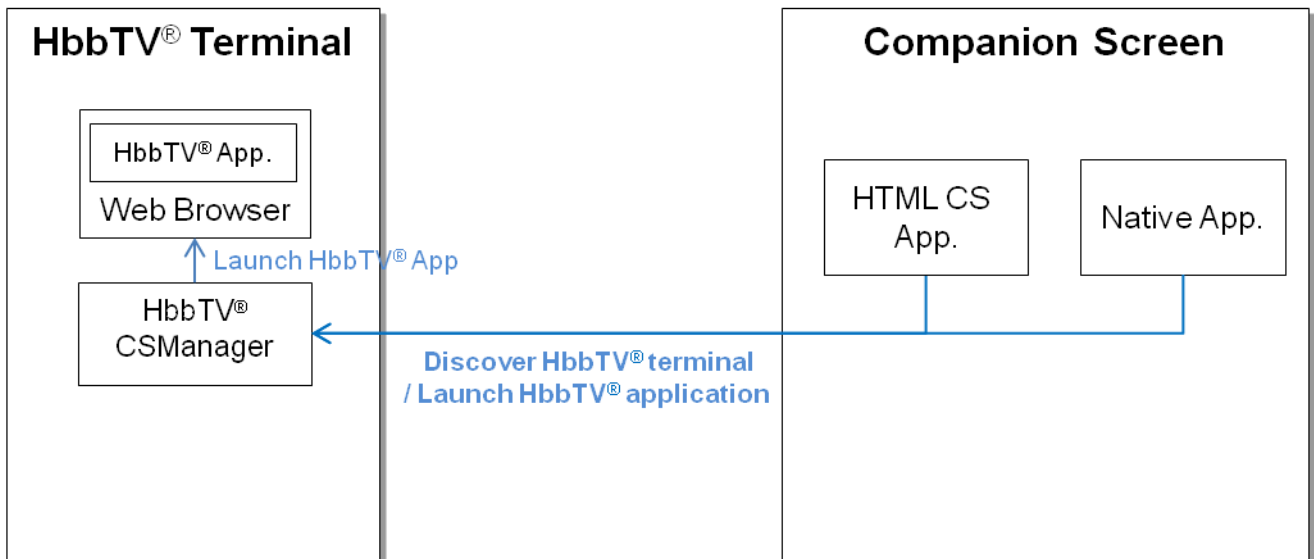 HbbTV® Terminal
HbbTV® App.
Web Browser
Launch HbbTV® App
HbbTV®
CSManager
Discover HbbTV® terminal
/ Launch HbbTV® application
Companion Screen
HTML CS
App.
Native App.